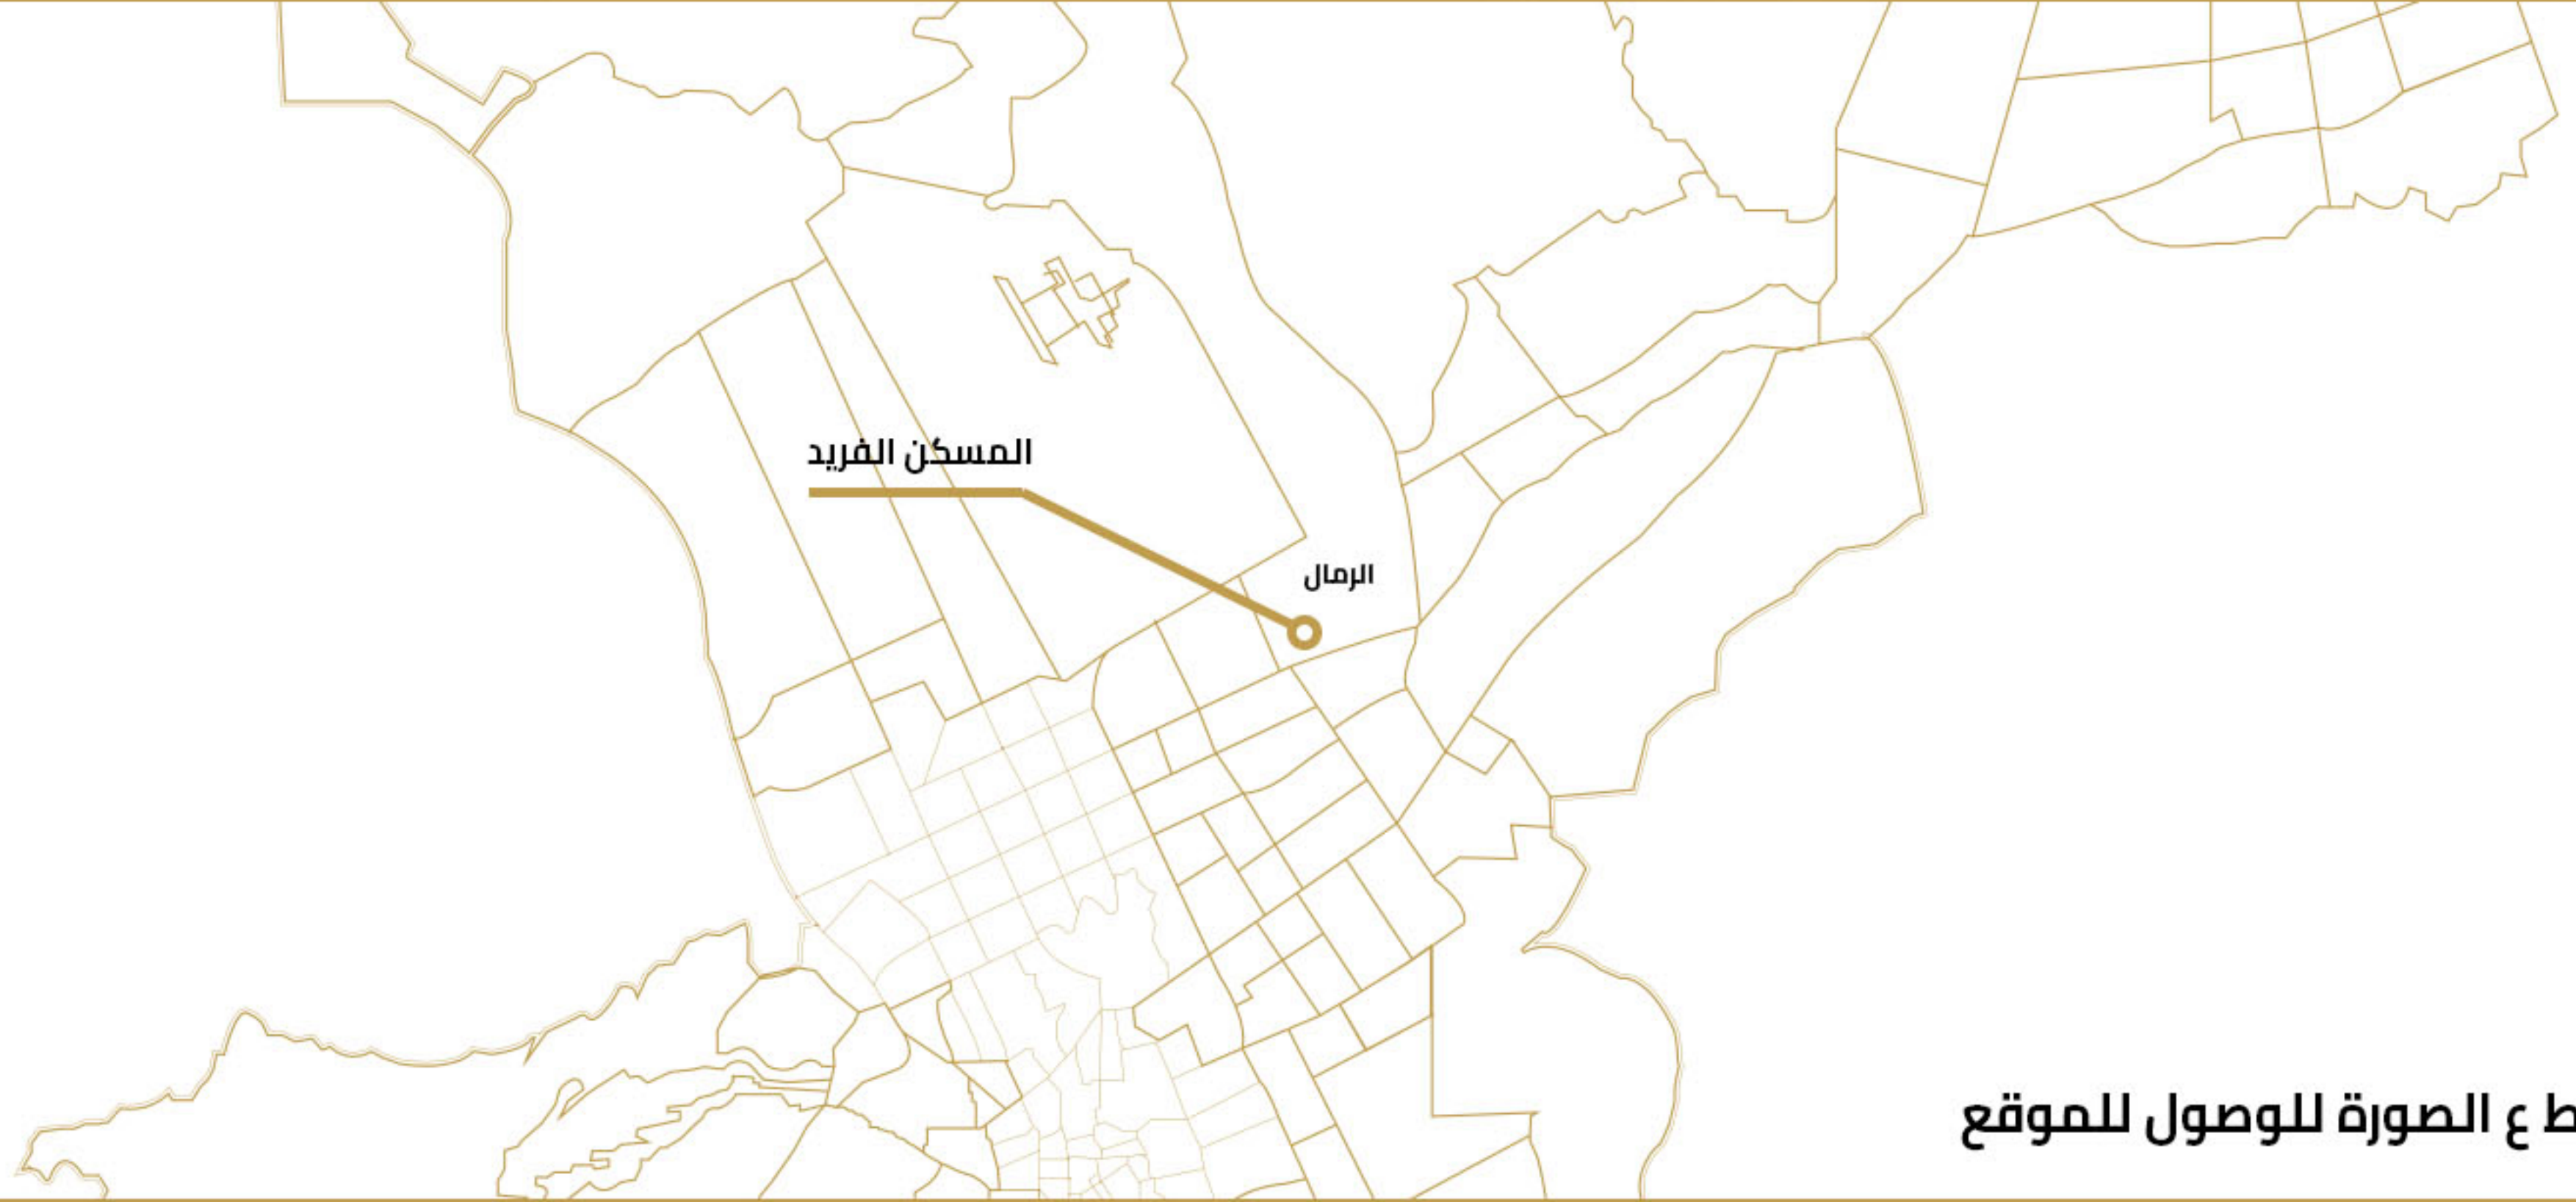 المسكن الفريد
الرمال
ع الصورة للوصول للموقع